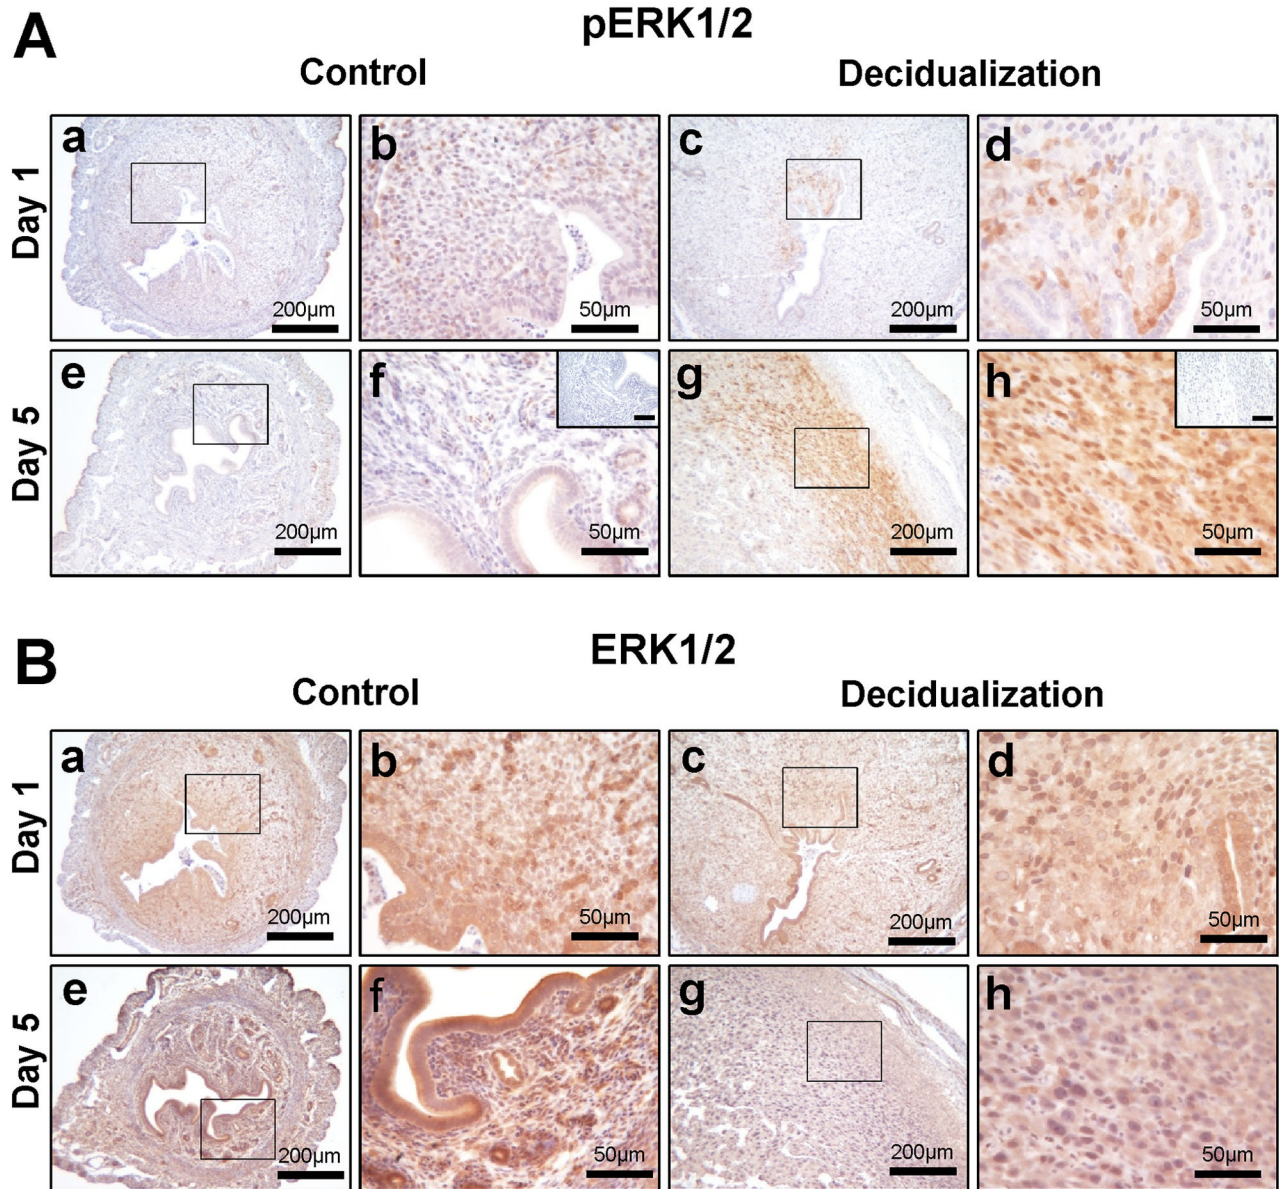 A
pERK1/2
Control
Decidualization
Day 1
a
200µm
b
50µm
c
200µm
d
50µm
Day 5
e
200µm
f
50µm
g
200µm
h
50µm
B
ERK1/2
Control
Decidualization
Day 1
a
200µm
b
50µm
c
200µm
d
50µm
Day 5
e
200µm
f
50µm
g
200µm
h
50µm